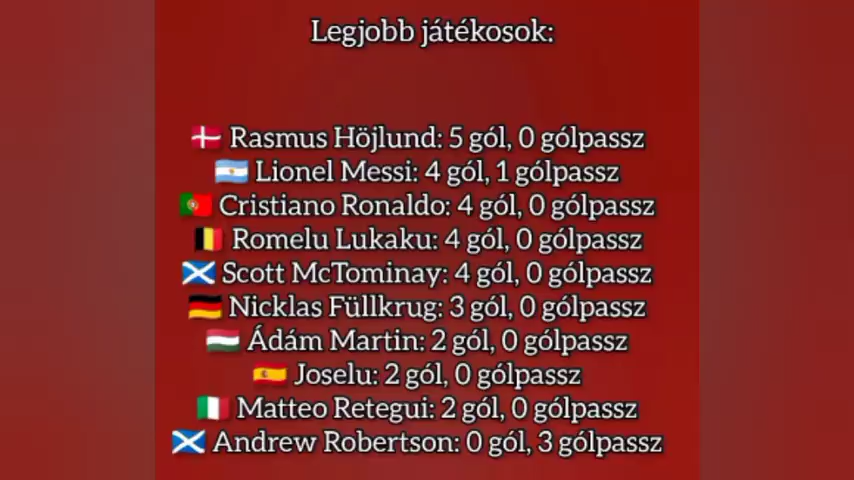 Legjobb játékosok:
Rasmus Höjlund: 5 gól, 0 gólpassz
Lionel Messi: 4 gól, 1 gólpassz
Cristiano Ronaldo: 4 gól, 0 gólpassz
Romelu Lukaku: 4 gól, 0 gólpassz
Scott McTominay: 4 gól, 0 gólpassz
Nicklas Füllkrug: 3 gól, 0 gólpassz
Ádám Martin: 2 gól, 0 gólpassz
Joselu: 2 gól, 0 gólpassz
Matteo Retegui: 2 gól, 0 gólpassz
Andrew Robertson: 0 gól, 3 gólpassz